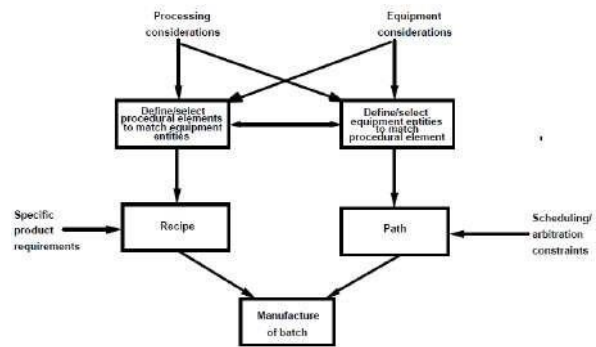 Processing
considerations
Equipment
considerations
Define/select
procedural elements
to match equipment
entities
Define/select
equipment entities
to match
procedural element
Specific
product
requirements
Recipe
Path
Scheduling/
arbitration
constraints
Manufacture
of batch